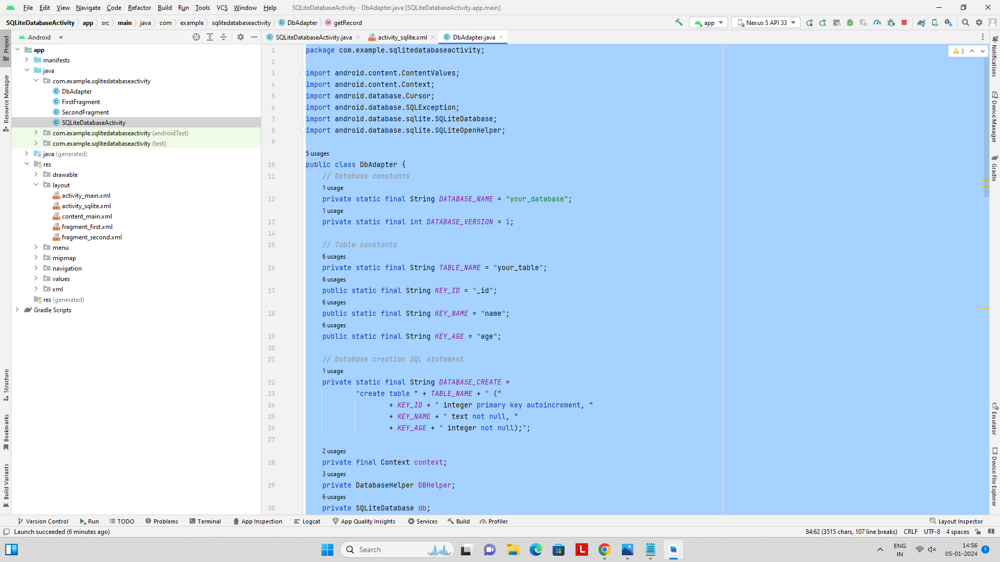 File Edit View Navigate Code Refactor Build Run Tools VCS Window Help SQLiteDatabaseActivity - DbAdapter.java [SQLiteDatabaseActivity.app.main]
SQLiteDatabaseActivity app src main java com example sqlitedatabaseactivity DbAdapter getRecord app Nexus 5 API 33
Android SQLiteDatabaseActivity.java activity_sqlite.xml DbAdapter.java
Project
Resource Manager
Structure
Bookmarks
Build Variants
app
manifests
java
com.example.sqlitedatabaseactivity
DbAdapter
FirstFragment
SecondFragment
SQLiteDatabaseActivity
com.example.sqlitedatabaseactivity (androidTest)
com.example.sqlitedatabaseactivity (test)
java (generated)
res
drawable
layout
activity_main.xml
activity_sqlite.xml
content_main.xml
fragment_first.xml
fragment_second.xml
menu
mipmap
navigation
values
xml
res (generated)
Gradle Scripts
3
1 package com.example.sqlitedatabaseactivity;
2
3 import android.content.ContentValues;
4 import android.content.Context;
5 import android.database.Cursor;
6 import android.database.SQLException;
7 import android.database.sqlite.SQLiteDatabase;
8 import android.database.sqlite.SQLiteOpenHelper;
9
5 usages
10 public class DbAdapter {
11 // Database constants
1 usage
12 private static final String DATABASE_NAME = "your_database";
1 usage
13 private static final int DATABASE_VERSION = 1;
14
15 // Table constants
6 usages
16 private static final String TABLE_NAME = "your_table";
6 usages
17 public static final String KEY_ID = "_id";
6 usages
18 public static final String KEY_NAME = "name";
6 usages
19 public static final String KEY_AGE = "age";
20
21 // Database creation SQL statement
1 usage
22 private static final String DATABASE_CREATE =
23 "create table " + TABLE_NAME + " ("
24 + KEY_ID + " integer primary key autoincrement, "
25 + KEY_NAME + " text not null, "
26 + KEY_AGE + " integer not null);";
27
2 usages
28 private final Context context;
3 usages
29 private DatabaseHelper DBHelper;
6 usages
30 private SQLiteDatabase db;
Notifications
Device Manager
Gradle
Emulator
Device File Explorer
Version Control Run TODO Problems Terminal App Inspection Logcat App Quality Insights Services Build Profiler Layout Inspector
Launch succeeded (6 minutes ago) 84:62 (3515 chars, 107 line breaks) CRLF UTF-8 4 spaces
Search L ENG 14:56
IN 05-01-2024 1